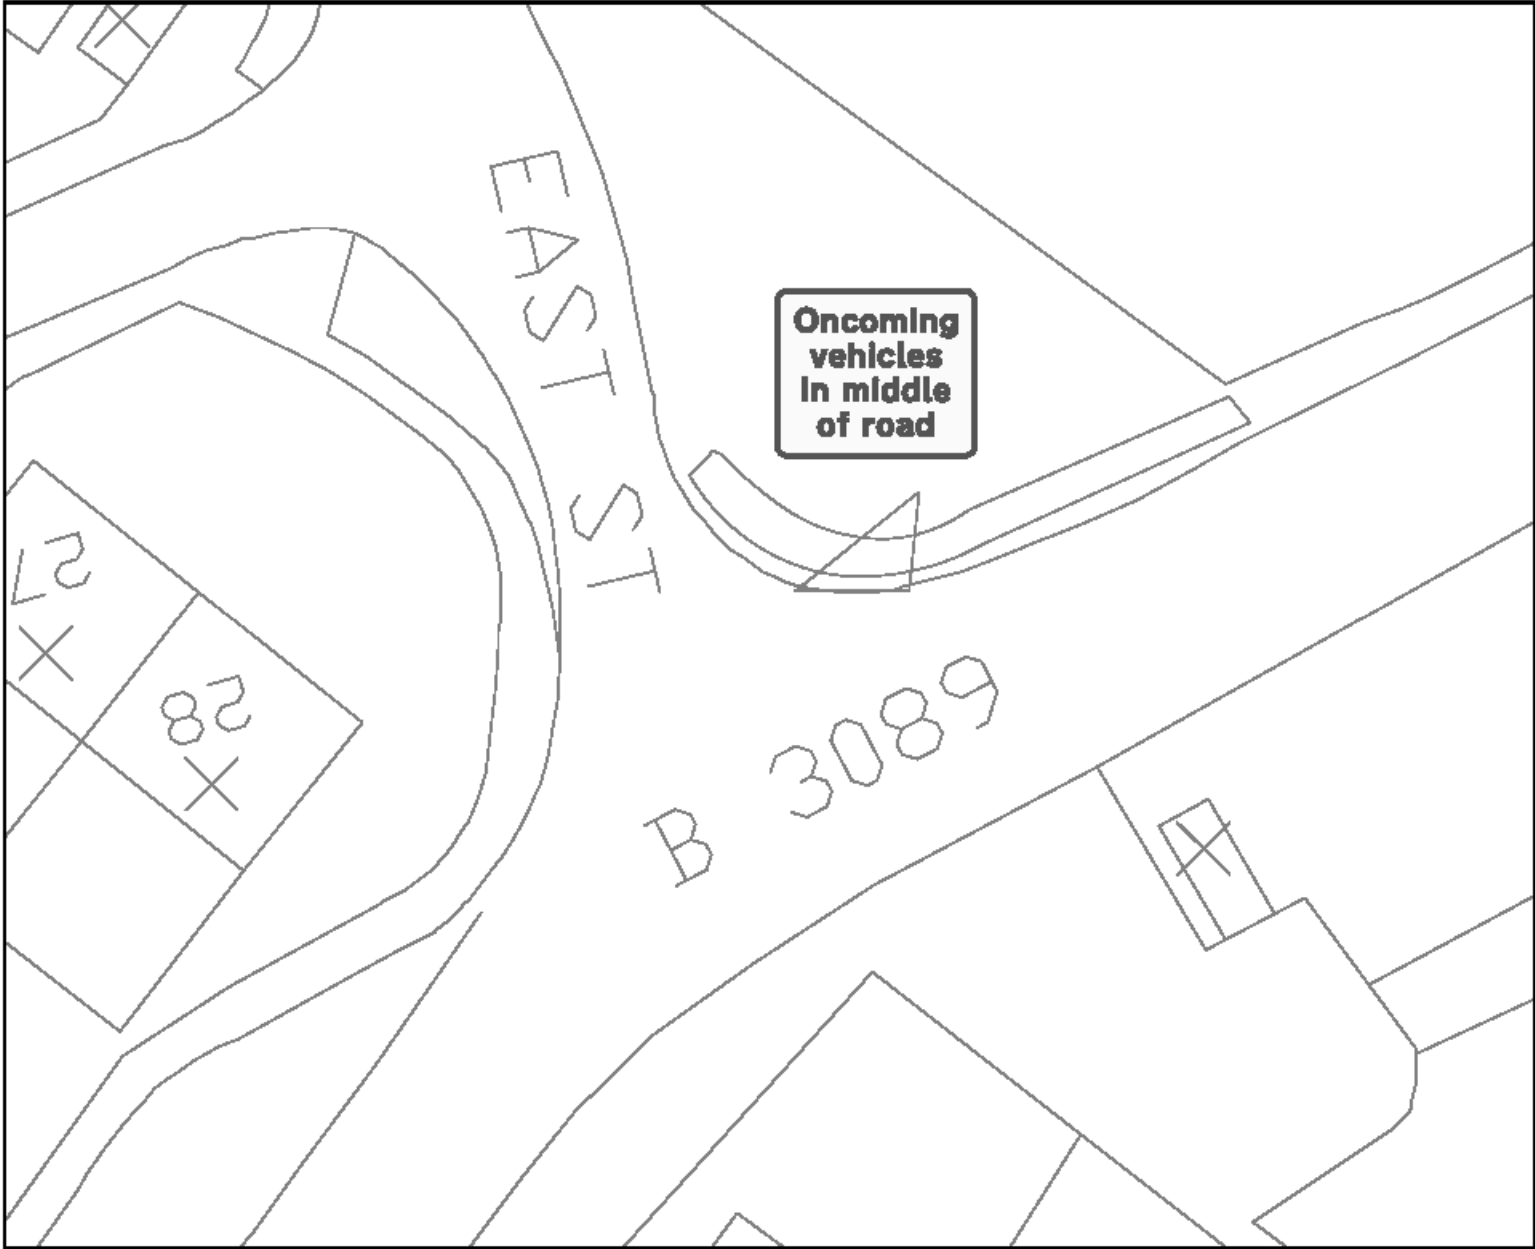 EAST ST
Oncoming
vehicles
in middle
of road
27
28
B 3089